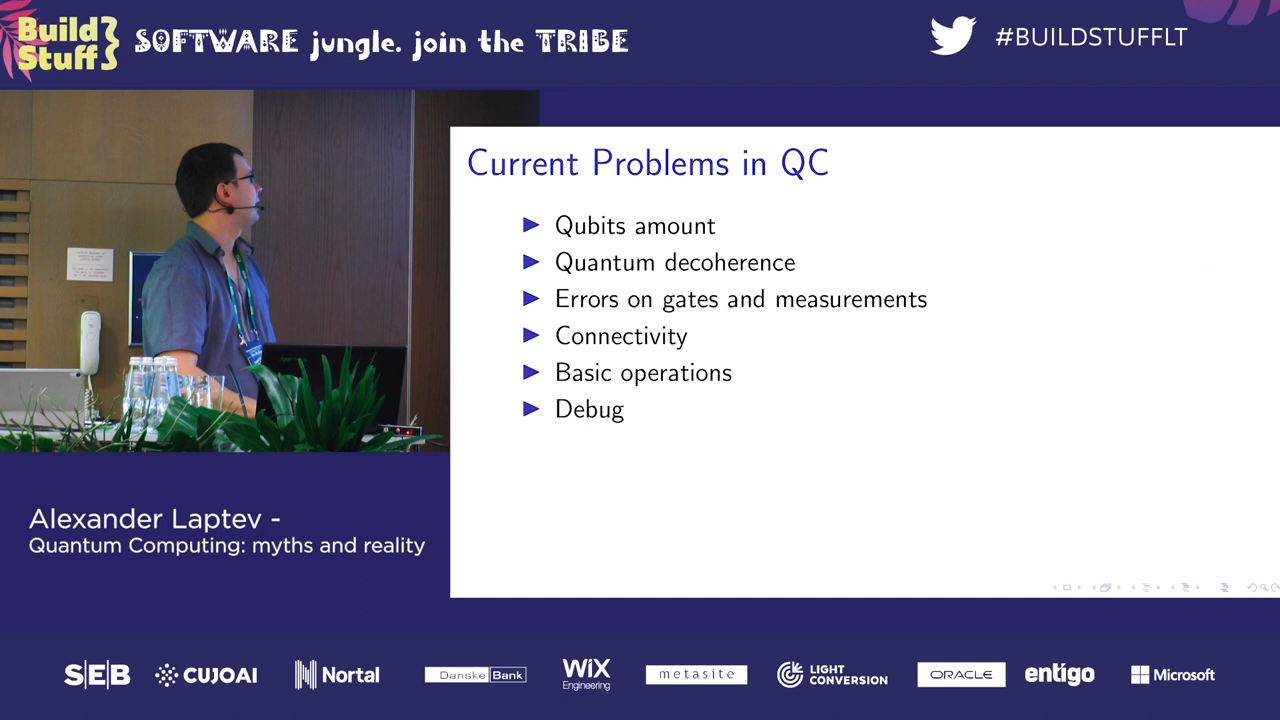 Build
Stuff
SOFTWARE jungle. join the TRIBE
#BUILDSTUFFLT
Current Problems in QC
Qubits amount
Quantum decoherence
Errors on gates and measurements
Connectivity
Basic operations
Debug
Alexander Laptev -
Quantum Computing: myths and reality
SEB
CUJOAI
Nortal
Danske Bank
WiX
Engineering
metasite
LIGHT
CONVERSION
ORACLE
entigo
Microsoft